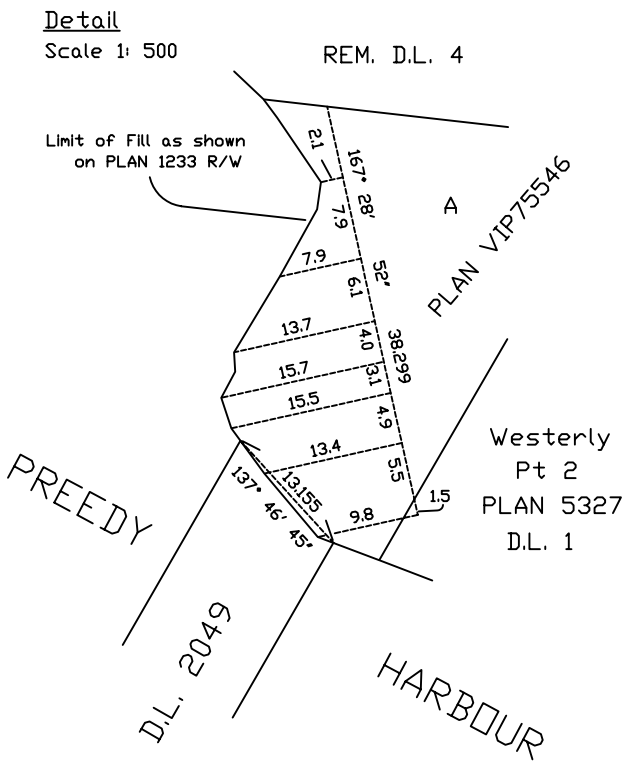 Detail
Scale 1: 500
REM. D.L. 4
Limit of Fill as shown
on PLAN 1233 R/W
2.1
167° 28' 52"
A
PLAN VIP75546
7.9
7.9
6.1
13.7
4.0
38.299
15.7
3.1
15.5
4.9
13.4
5.5
Westerly
Pt 2
PLAN 5327
D.L. 1
PREEDY
137° 46' 45"
13.155
9.8
1.5
D.L. 2049
HARBOUR